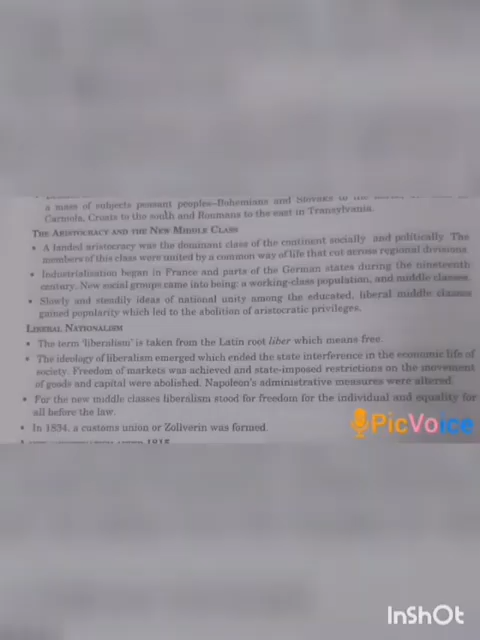 a mass of subject peasant peoples–Bohemians and Slovaks to the
Carniola, Croats to the south and Roumans to the east in Transylvania.
THE ARISTOCRACY AND THE NEW MIDDLE CLASS
• A landed aristocracy was the dominant class of the continent socially and politically. The
members of this class were united by a common way of life that cut across regional divisions.
• Industrialisation began in France and parts of the German states during the nineteenth
century. New social groups came into being: a working-class population, and middle classes.
• Slowly and steadily ideas of national unity among the educated, liberal middle classes
gained popularity which led to the abolition of aristocratic privileges.
LIBERAL NATIONALISM
• The term 'liberalism' is taken from the Latin root liber which means free.
• The ideology of liberalism emerged which ended the state interference in the economic life of
society. Freedom of markets was achieved and state-imposed restrictions on the movement
of goods and capital were abolished. Napoleon's administrative measures were altered.
• For the new middle classes liberalism stood for freedom for the individual and equality for
all before the law.
• In 1834, a customs union or Zollverin was formed.
1815
PicVoice
InShOt